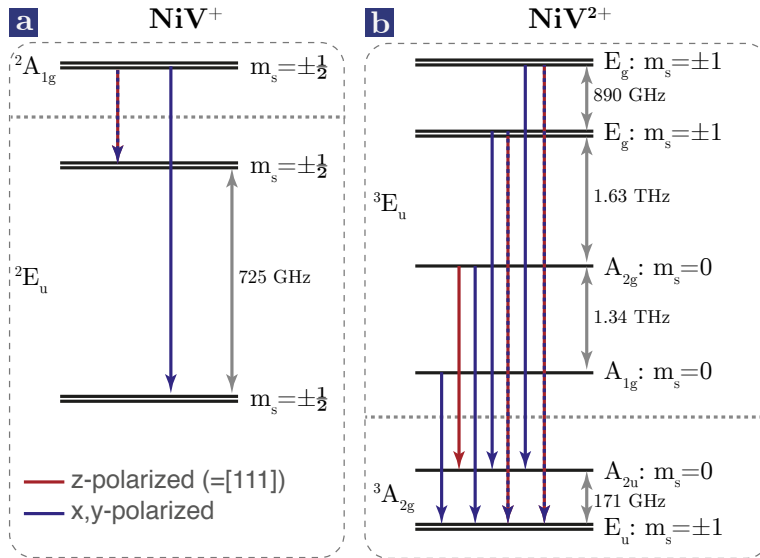 a
NiV⁺
²A₁g
mₛ=±½
mₛ=±½
725 GHz
²Eᵤ
mₛ=±½
z-polarized (=[111])
x,y-polarized
b
NiV²⁺
E_g: mₛ=±1
890 GHz
E_g: mₛ=±1
1.63 THz
³Eᵤ
A₂g: mₛ=0
1.34 THz
A₁g: mₛ=0
A₂ᵤ: mₛ=0
³A₂g
171 GHz
Eᵤ: mₛ=±1